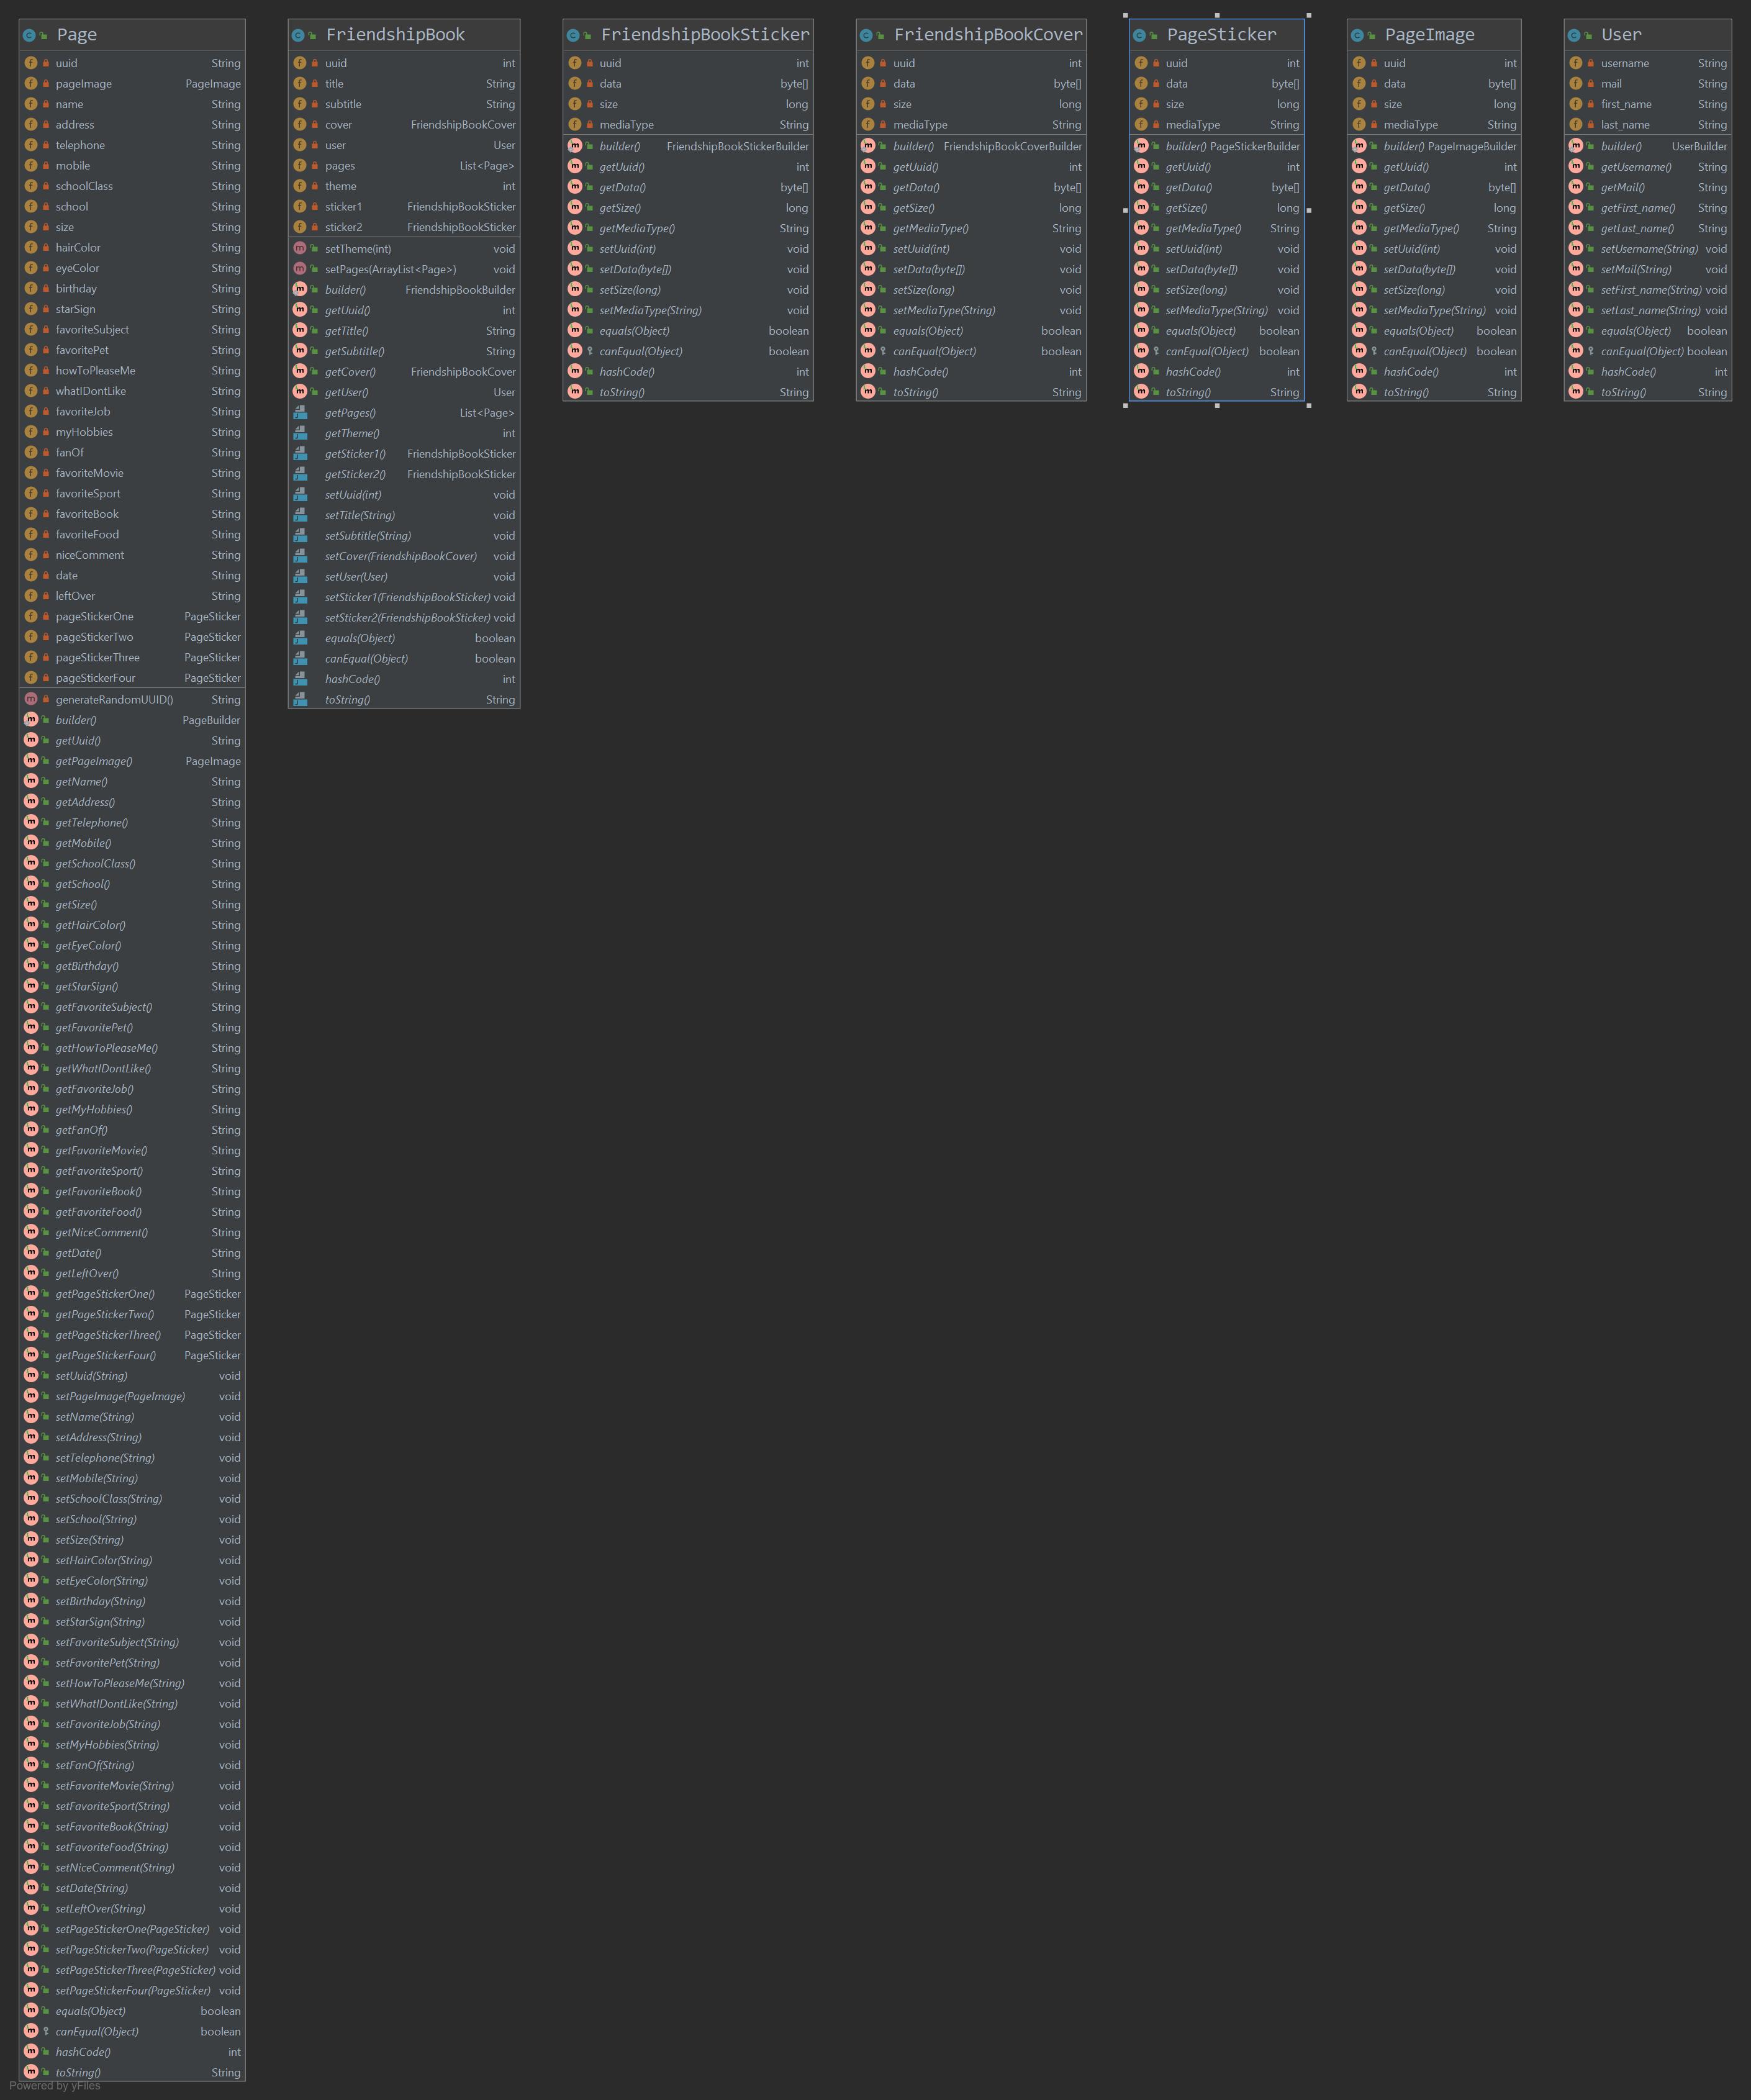 Page
uuid String
pageImage PageImage
name String
address String
telephone String
mobile String
schoolClass String
school String
size String
hairColor String
eyeColor String
birthday String
starSign String
favoriteSubject String
favoritePet String
howToPleaseMe String
whatIDontLike String
favoriteJob String
myHobbies String
fanOf String
favoriteMovie String
favoriteSport String
favoriteBook String
favoriteFood String
niceComment String
date String
leftOver String
pageStickerOne PageSticker
pageStickerTwo PageSticker
pageStickerThree PageSticker
pageStickerFour PageSticker
generateRandomUUID() String
builder() PageBuilder
getUuid() String
getPageImage() PageImage
getName() String
getAddress() String
getTelephone() String
getMobile() String
getSchoolClass() String
getSchool() String
getSize() String
getHairColor() String
getEyeColor() String
getBirthday() String
getStarSign() String
getFavoriteSubject() String
getFavoritePet() String
getHowToPleaseMe() String
getWhatIDontLike() String
getFavoriteJob() String
getMyHobbies() String
getFanOf() String
getFavoriteMovie() String
getFavoriteSport() String
getFavoriteBook() String
getFavoriteFood() String
getNiceComment() String
getDate() String
getLeftOver() String
getPageStickerOne() PageSticker
getPageStickerTwo() PageSticker
getPageStickerThree() PageSticker
getPageStickerFour() PageSticker
setUuid(String) void
setPageImage(PageImage) void
setName(String) void
setAddress(String) void
setTelephone(String) void
setMobile(String) void
setSchoolClass(String) void
setSchool(String) void
setSize(String) void
setHairColor(String) void
setEyeColor(String) void
setBirthday(String) void
setStarSign(String) void
setFavoriteSubject(String) void
setFavoritePet(String) void
setHowToPleaseMe(String) void
setWhatIDontLike(String) void
setFavoriteJob(String) void
setMyHobbies(String) void
setFanOf(String) void
setFavoriteMovie(String) void
setFavoriteSport(String) void
setFavoriteBook(String) void
setFavoriteFood(String) void
setNiceComment(String) void
setDate(String) void
setLeftOver(String) void
setPageStickerOne(PageSticker) void
setPageStickerTwo(PageSticker) void
setPageStickerThree(PageSticker) void
setPageStickerFour(PageSticker) void
equals(Object) boolean
canEqual(Object) boolean
hashCode() int
toString() String
Powered by yFiles
FriendshipBook
uuid int
title String
subtitle String
cover FriendshipBookCover
user User
pages List<Page>
theme int
sticker1 FriendshipBookSticker
sticker2 FriendshipBookSticker
setTheme(int) void
setPages(ArrayList<Page>) void
builder() FriendshipBookBuilder
getUuid() int
getTitle() String
getSubtitle() String
getCover() FriendshipBookCover
getUser() User
getPages() List<Page>
getTheme() int
getSticker1() FriendshipBookSticker
getSticker2() FriendshipBookSticker
setUuid(int) void
setTitle(String) void
setSubtitle(String) void
setCover(FriendshipBookCover) void
setUser(User) void
setSticker1(FriendshipBookSticker) void
setSticker2(FriendshipBookSticker) void
equals(Object) boolean
canEqual(Object) boolean
hashCode() int
toString() String
FriendshipBookSticker
uuid int
data byte[]
size long
mediaType String
builder() FriendshipBookStickerBuilder
getUuid() int
getData() byte[]
getSize() long
getMediaType() String
setUuid(int) void
setData(byte[]) void
setSize(long) void
setMediaType(String) void
equals(Object) boolean
canEqual(Object) boolean
hashCode() int
toString() String
FriendshipBookCover
uuid int
data byte[]
size long
mediaType String
builder() FriendshipBookCoverBuilder
getUuid() int
getData() byte[]
getSize() long
getMediaType() String
setUuid(int) void
setData(byte[]) void
setSize(long) void
setMediaType(String) void
equals(Object) boolean
canEqual(Object) boolean
hashCode() int
toString() String
PageSticker
uuid int
data byte[]
size long
mediaType String
builder() PageStickerBuilder
getUuid() int
getData() byte[]
getSize() long
getMediaType() String
setUuid(int) void
setData(byte[]) void
setSize(long) void
setMediaType(String) void
equals(Object) boolean
canEqual(Object) boolean
hashCode() int
toString() String
PageImage
uuid int
data byte[]
size long
mediaType String
builder() PageImageBuilder
getUuid() int
getData() byte[]
getSize() long
getMediaType() String
setUuid(int) void
setData(byte[]) void
setSize(long) void
setMediaType(String) void
equals(Object) boolean
canEqual(Object) boolean
hashCode() int
toString() String
User
username String
mail String
first_name String
last_name String
builder() UserBuilder
getUsername() String
getMail() String
getFirst_name() String
getLast_name() String
setUsername(String) void
setMail(String) void
setFirst_name(String) void
setLast_name(String) void
equals(Object) boolean
canEqual(Object) boolean
hashCode() int
toString() String